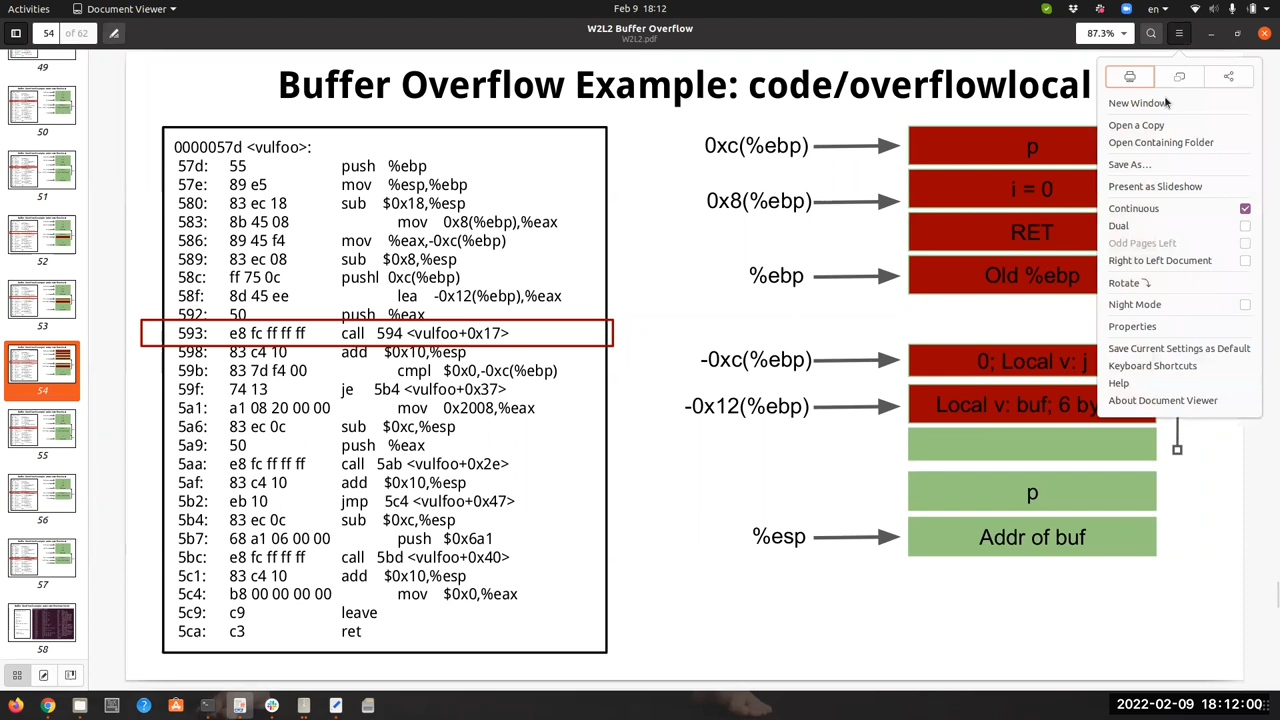 Activities
Document Viewer
Feb 9 18:12
en
54 of 62
W2L2 Buffer Overflow
W2L2.pdf
87.3%
49
50
51
52
53
54
55
56
57
58
Buffer Overflow Example: code/overflowlocal
0000057d <vulfoo>:
57d: 55 push %ebp
57e: 89 e5 mov %esp,%ebp
580: 83 ec 18 sub $0x18,%esp
583: 8b 45 08 mov 0x8(%ebp),%eax
586: 89 45 f4 mov %eax,-0xc(%ebp)
589: 83 ec 08 sub $0x8,%esp
58c: ff 75 0c pushl 0xc(%ebp)
58f: 8d 45 ee lea -0x12(%ebp),%eax
592: 50 push %eax
593: e8 fc ff ff ff call 594 <vulfoo+0x17>
598: 83 c4 10 add $0x10,%esp
59b: 83 7d f4 00 cmpl $0x0,-0xc(%ebp)
59f: 74 13 je 5b4 <vulfoo+0x37>
5a1: a1 08 20 00 00 mov 0x2008,%eax
5a6: 83 ec 0c sub $0xc,%esp
5a9: 50 push %eax
5aa: e8 fc ff ff ff call 5ab <vulfoo+0x2e>
5af: 83 c4 10 add $0x10,%esp
5b2: eb 10 jmp 5c4 <vulfoo+0x47>
5b4: 83 ec 0c sub $0xc,%esp
5b7: 68 a1 06 00 00 push $0x6a1
5bc: e8 fc ff ff ff call 5bd <vulfoo+0x40>
5c1: 83 c4 10 add $0x10,%esp
5c4: b8 00 00 00 00 mov $0x0,%eax
5c9: c9 leave
5ca: c3 ret
0xc(%ebp)
p
0x8(%ebp)
i = 0
RET
%ebp
Old %ebp
-0xc(%ebp)
0; Local v: j
-0x12(%ebp)
Local v: buf; 6 by
p
%esp
Addr of buf
New Window
Open a Copy
Open Containing Folder
Save As…
Present as Slideshow
Continuous
Dual
Odd Pages Left
Right to Left Document
Rotate
Night Mode
Properties
Save Current Settings as Default
Keyboard Shortcuts
Help
About Document Viewer
2022-02-09 18:12:00